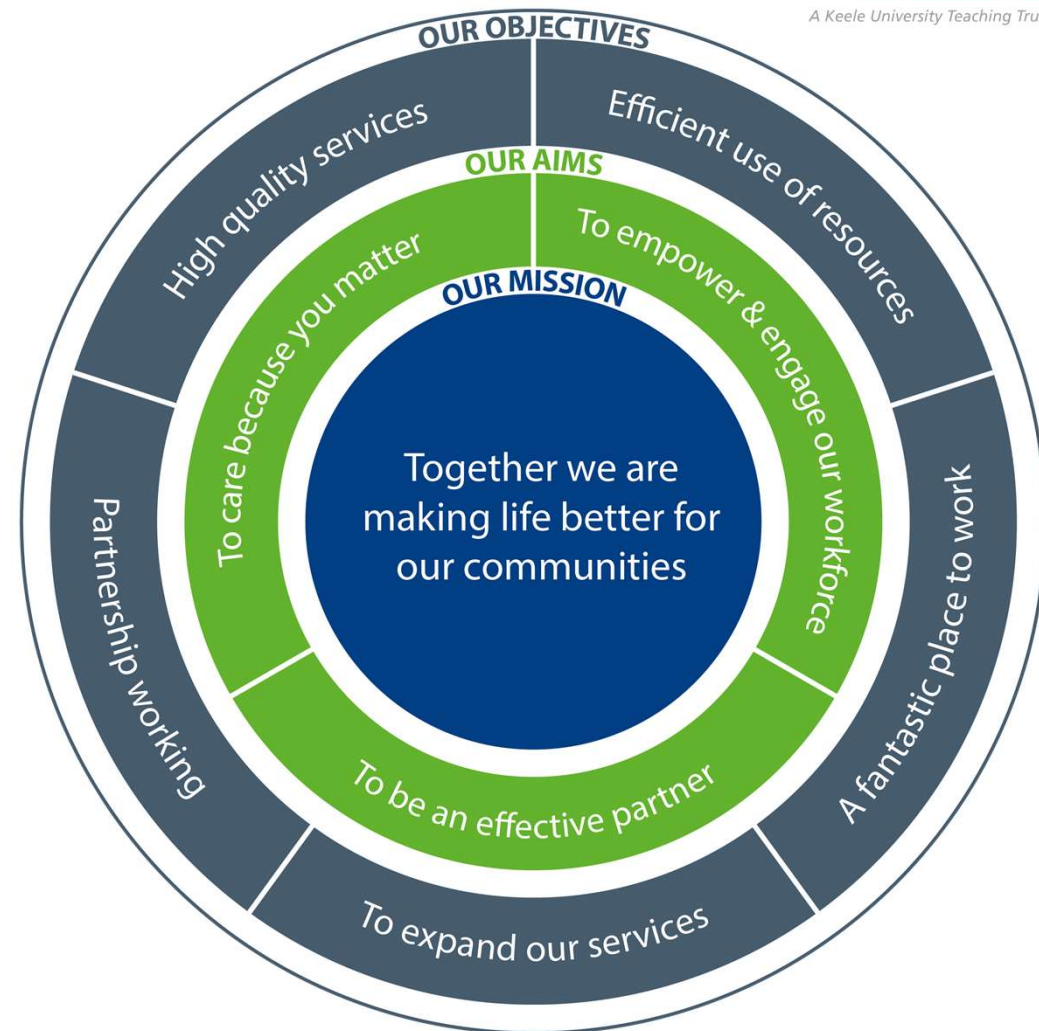 A Keele University Teaching Tru
OUR OBJECTIVES
High quality services
Efficient use of resources
A fantastic place to work
To expand our services
Partnership working
OUR AIMS
To care because you matter
To empower & engage our workforce
To be an effective partner
OUR MISSION
Together we are
making life better for
our communities